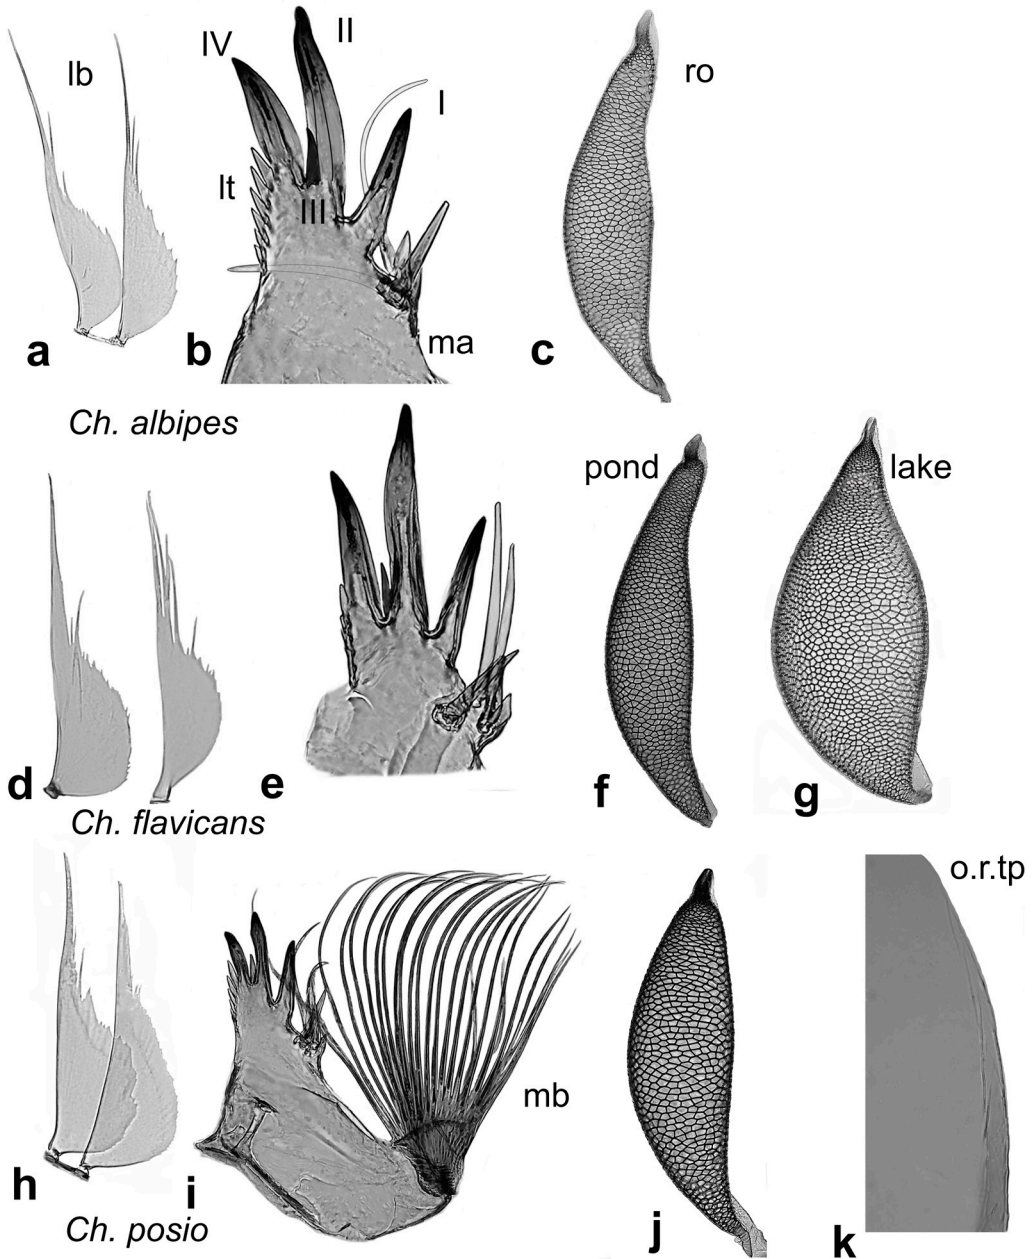 lb
IV
II
I
lt
III
ma
ro
a
b
c
Ch. albipes
pond
lake
d
e
f
g
Ch. flavicans
o.r.tp
mb
h
i
j
k
Ch. posio